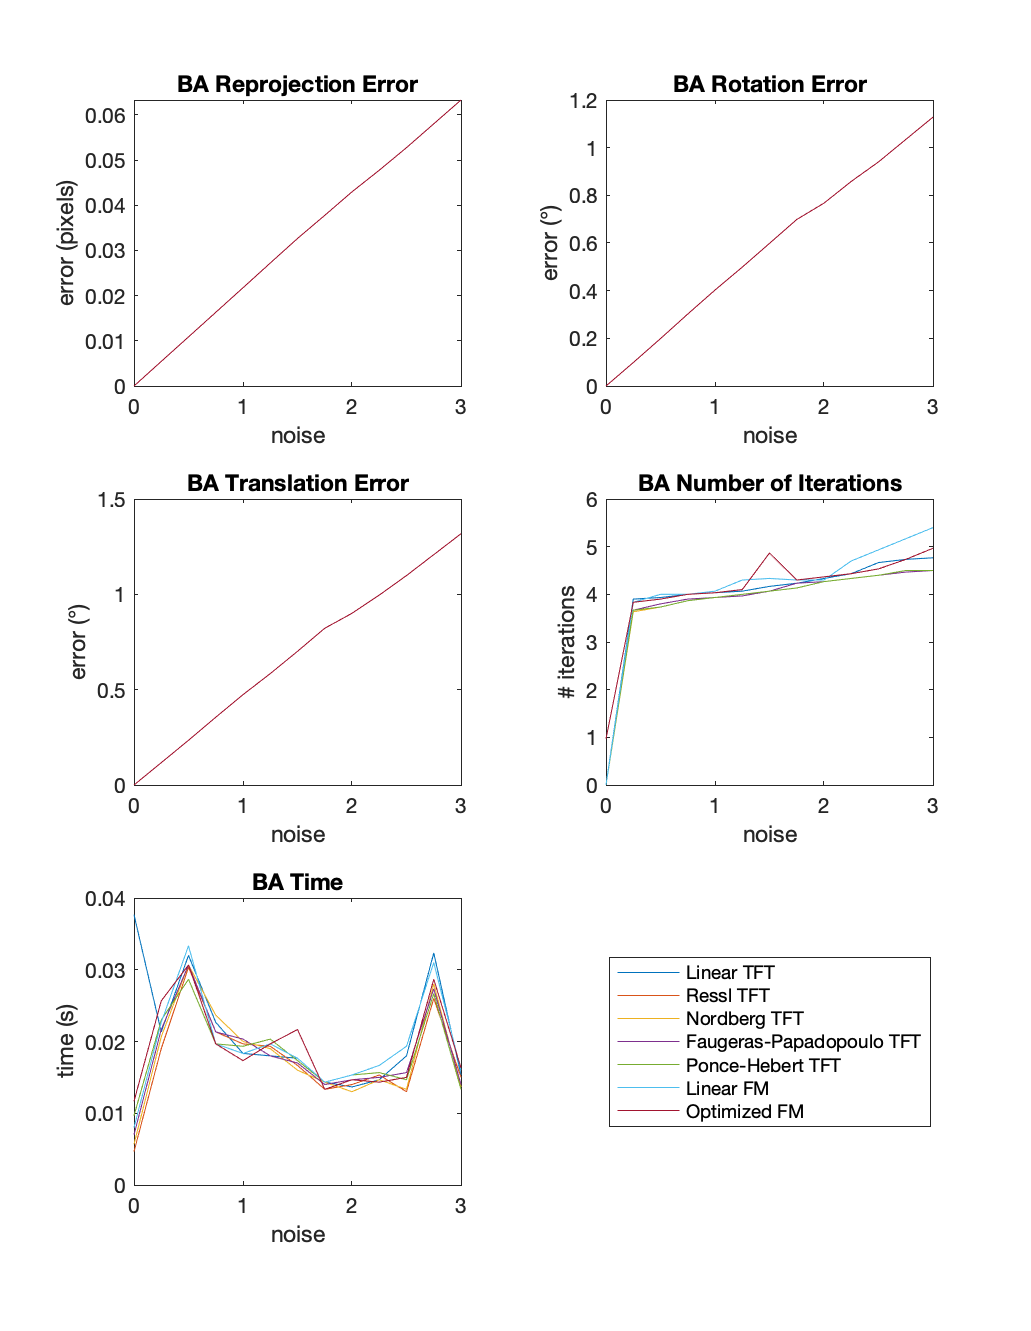 BA Reprojection Error
0.06
0.05
0.04
0.03
0.02
0.01
0
error (pixels)
0 1 2 3
noise
BA Rotation Error
1.2
1
0.8
0.6
0.4
0.2
0
error (°)
0 1 2 3
noise
BA Translation Error
1.5
1
0.5
0
error (°)
0 1 2 3
noise
BA Number of Iterations
6
5
4
3
2
1
0
# iterations
0 1 2 3
noise
BA Time
0.04
0.03
0.02
0.01
0
time (s)
0 1 2 3
noise
Linear TFT
Ressl TFT
Nordberg TFT
Faugeras-Papadopoulo TFT
Ponce-Hebert TFT
Linear FM
Optimized FM